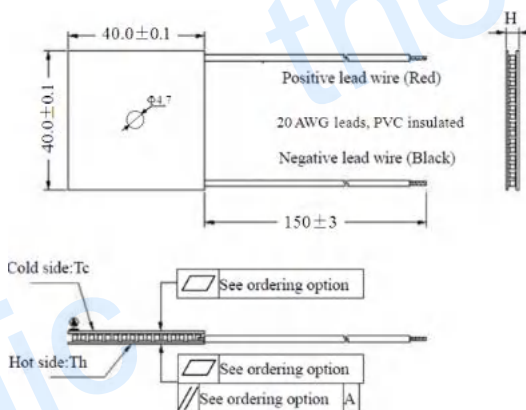 40.0±0.1
H
Positive lead wire (Red)
Φ4.7
40.0±0.1
20 AWG leads, PVC insulated
Negative lead wire (Black)
150±3
Cold side:Tc
See ordering option
Hot side:Th
See ordering option
See ordering option A